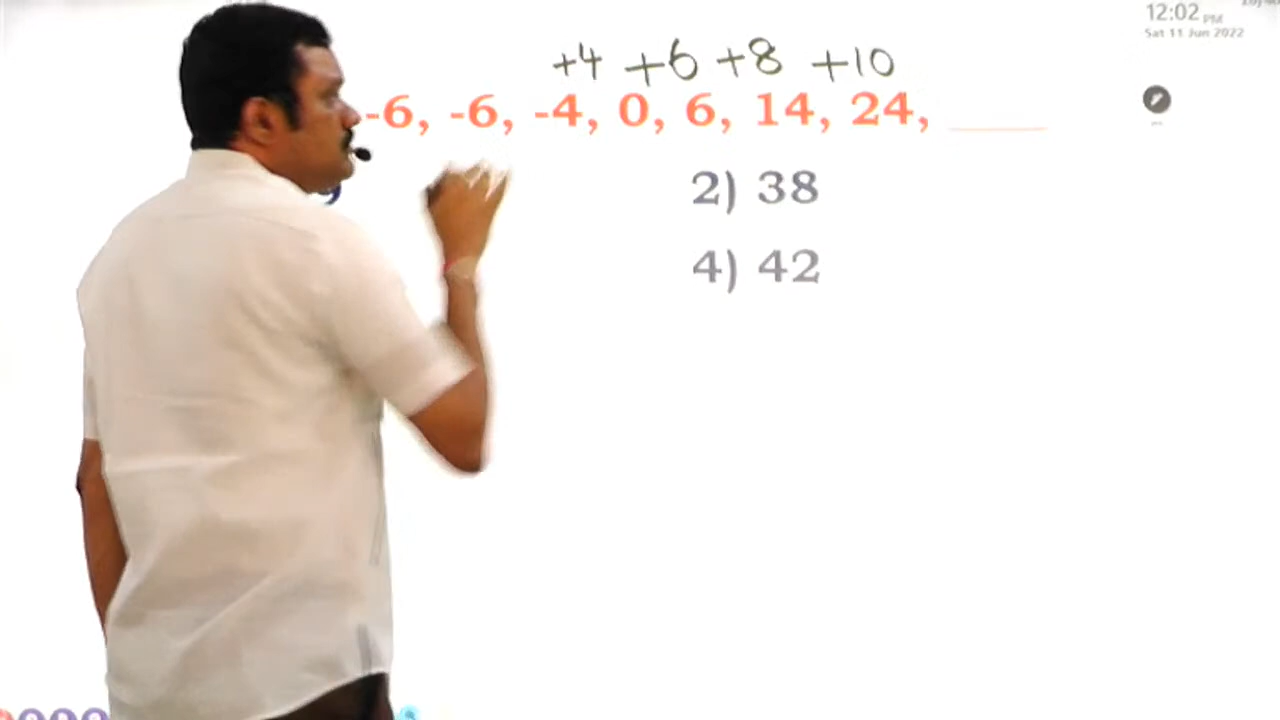 12:02 PM
Sat 11 Jun 2022
+4 +6 +8 +10
-6, -6, -4, 0, 6, 14, 24, ____
2) 38
4) 42